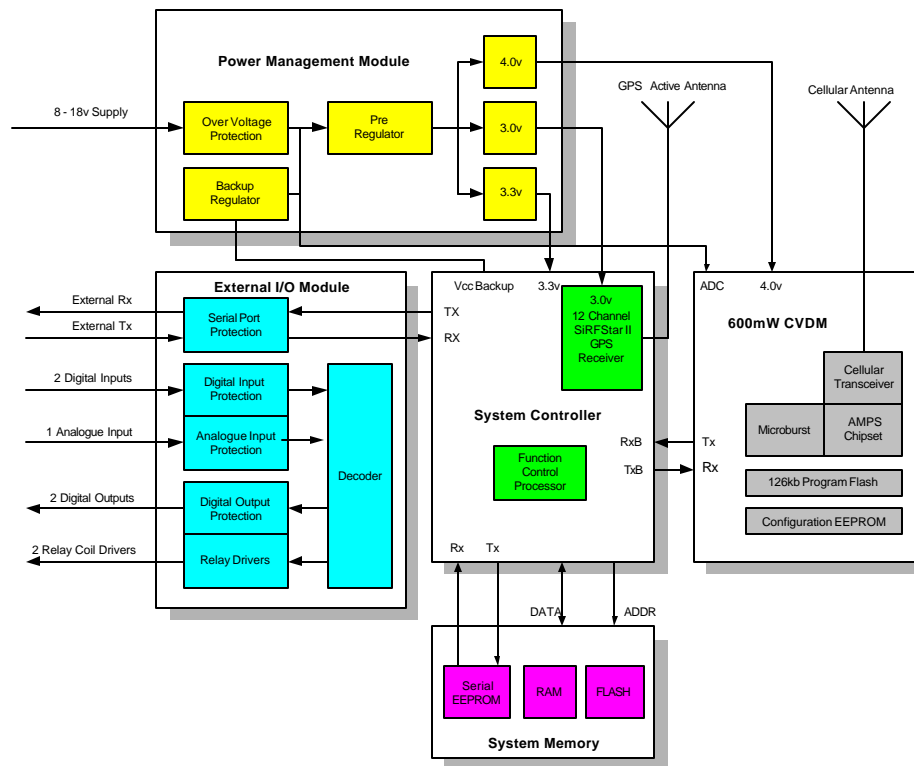 Power Management Module
8 - 18v Supply
Over Voltage
Protection
Pre
Regulator
4.0v
3.0v
3.3v
Backup
Regulator
GPS Active Antenna
Cellular Antenna
External I/O Module
External Rx
External Tx
Serial Port
Protection
2 Digital Inputs
Digital Input
Protection
1 Analogue Input
Analogue Input
Protection
2 Digital Outputs
Digital Output
Protection
2 Relay Coil Drivers
Relay Drivers
Decoder
Vcc Backup
3.3v
TX
RX
3.0v
12 Channel
SiRFStar II
GPS
Receiver
System Controller
Function
Control
Processor
RxB
TxB
Rx
Tx
ADC
4.0v
600mW CVDM
Cellular
Transceiver
Microburst
AMPS
Chipset
Tx
Rx
126kb Program Flash
Configuration EEPROM
DATA
ADDR
Serial
EEPROM
RAM
FLASH
System Memory